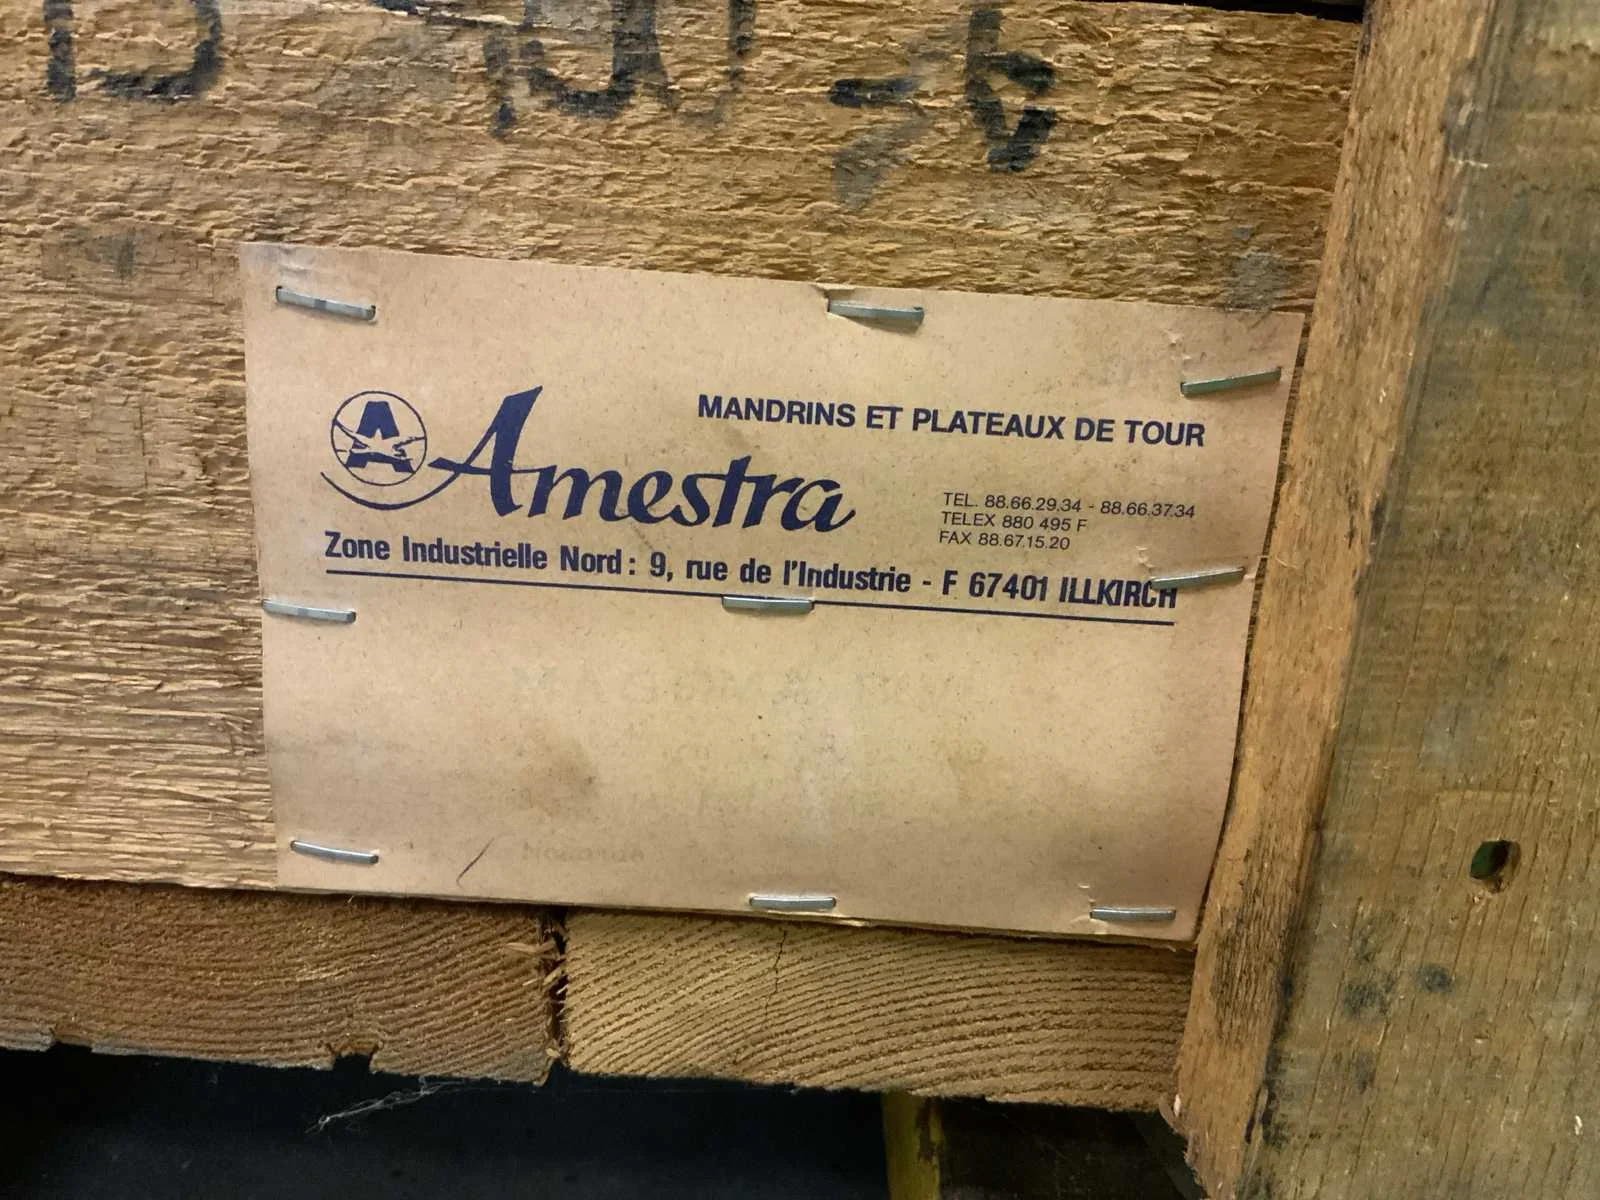 MANDRINS ET PLATEAUX DE TOUR
A
Amestra
TEL. 88.66.29.34 - 88.66.37.34
TELEX 880 495 F
FAX 88.67.15.20
Zone Industrielle Nord : 9, rue de l'Industrie - F 67401 ILLKIRCH